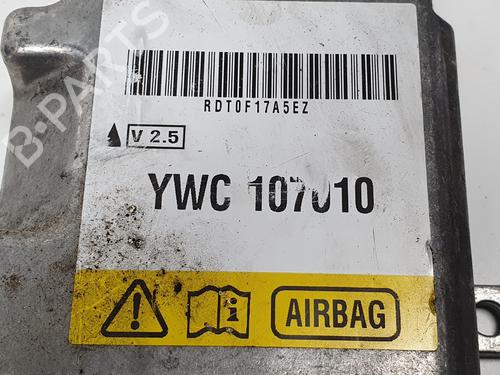 RDT0F17A5EZ
V 2.5
YWC 107010
AIRBAG
B-PARTS